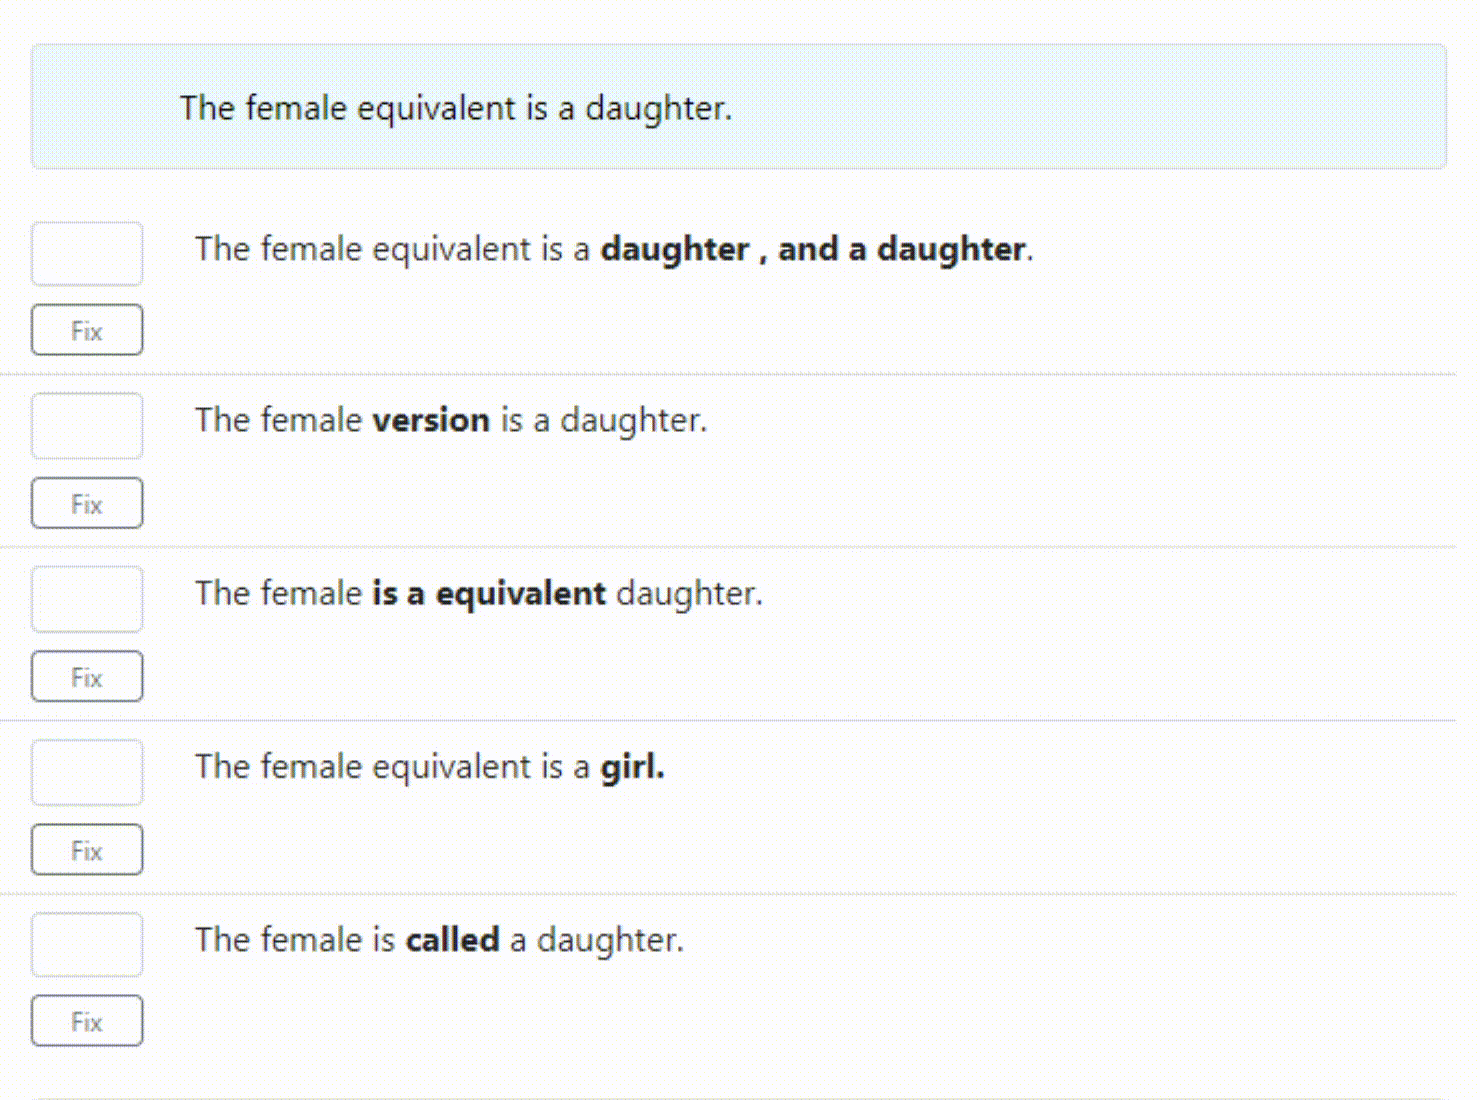 The female equivalent is a daughter.
The female equivalent is a daughter , and a daughter.
Fix
The female version is a daughter.
Fix
The female is a equivalent daughter.
Fix
The female equivalent is a girl.
Fix
The female is called a daughter.
Fix